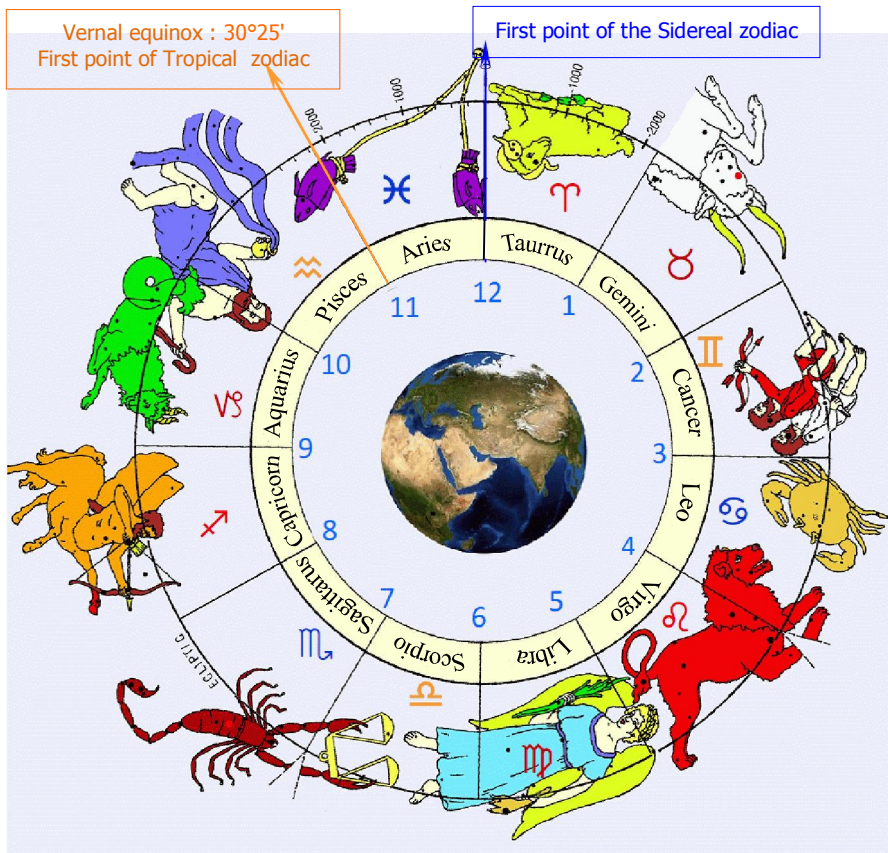 Vernal equinox : 30°25'
First point of Tropical zodiac
First point of the Sidereal zodiac
2000
1000
-1000
-2000
Pisces
Aries
Taurrus
Gemini
Cancer
Leo
Virgo
Libra
Scorpio
Sagittarus
Capricorn
Aquarius
♓
♈
♉
♊
♋
♌
♍
♎
♏
♐
♑
♒
12
1
2
3
4
5
6
7
8
9
10
11
ECLIPTIC